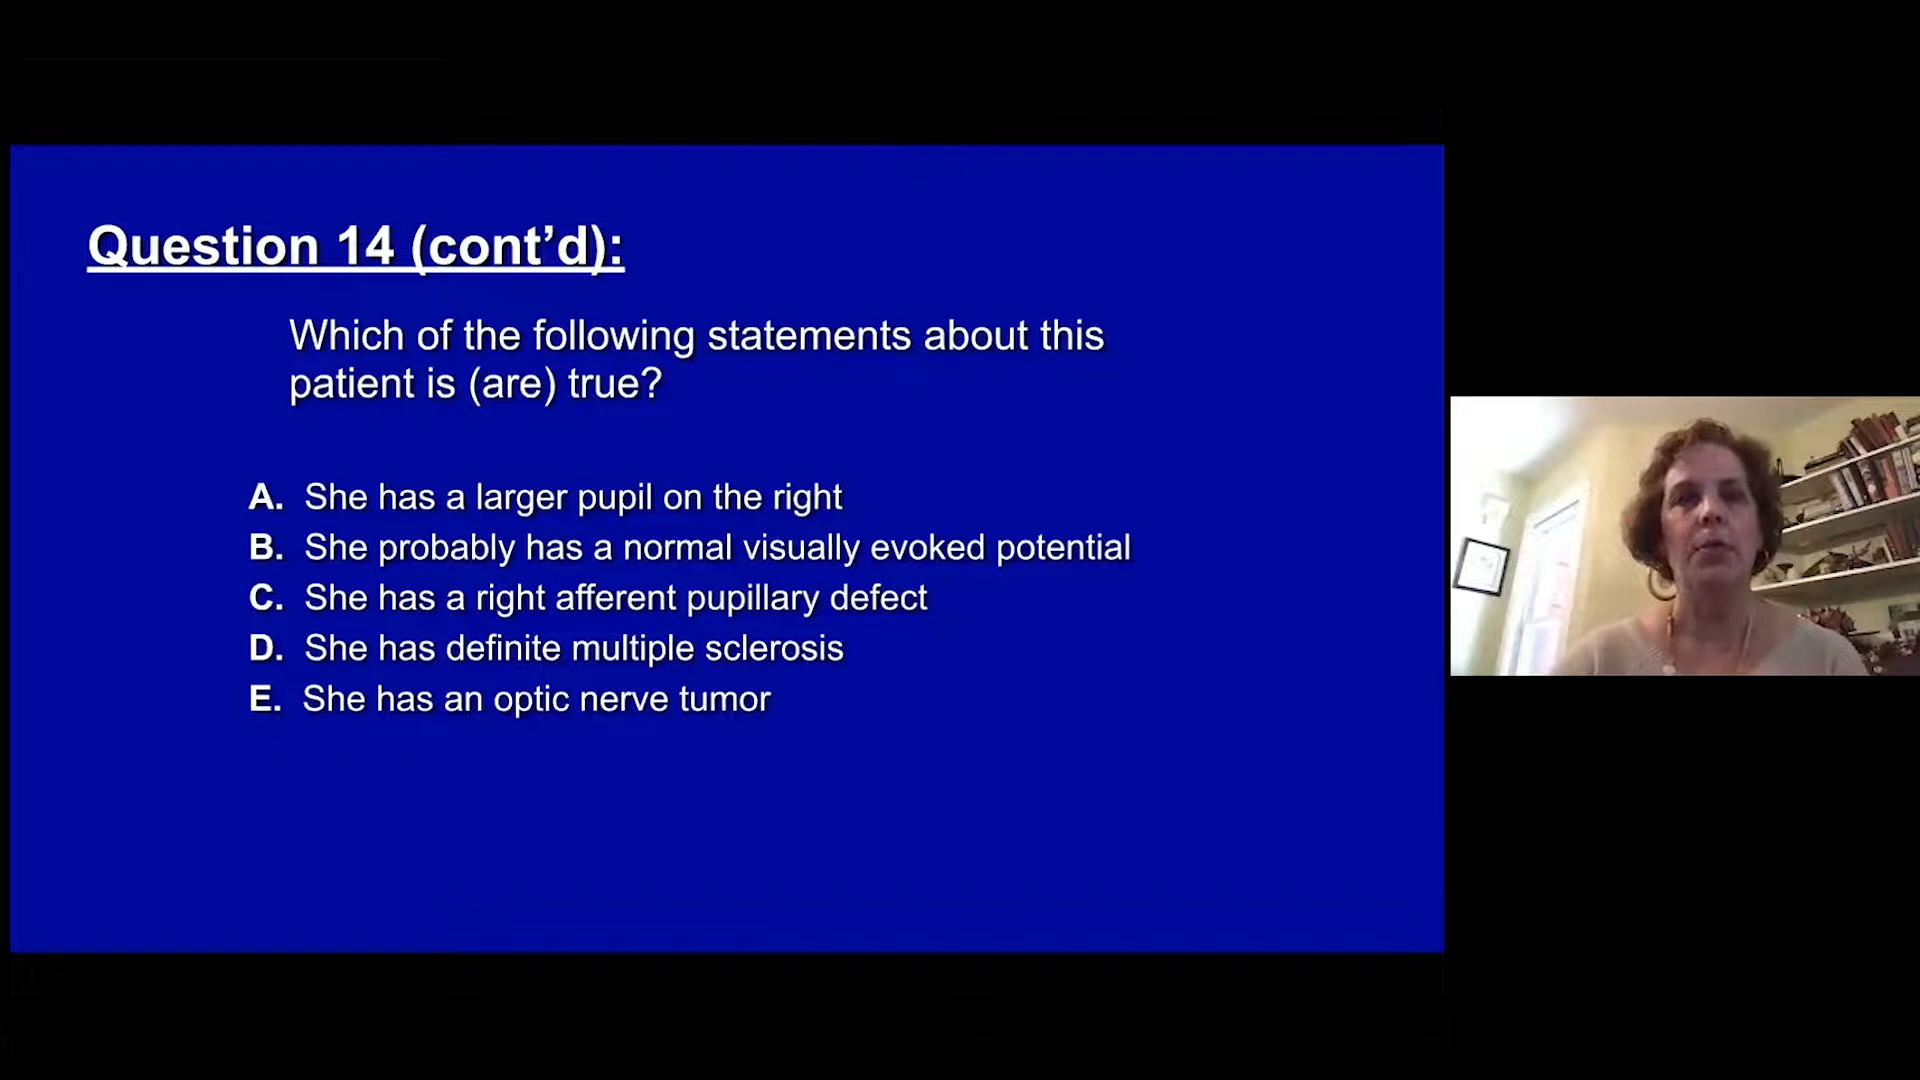 Question 14 (cont’d):
Which of the following statements about this
patient is (are) true?
A. She has a larger pupil on the right
B. She probably has a normal visually evoked potential
C. She has a right afferent pupillary defect
D. She has definite multiple sclerosis
E. She has an optic nerve tumor